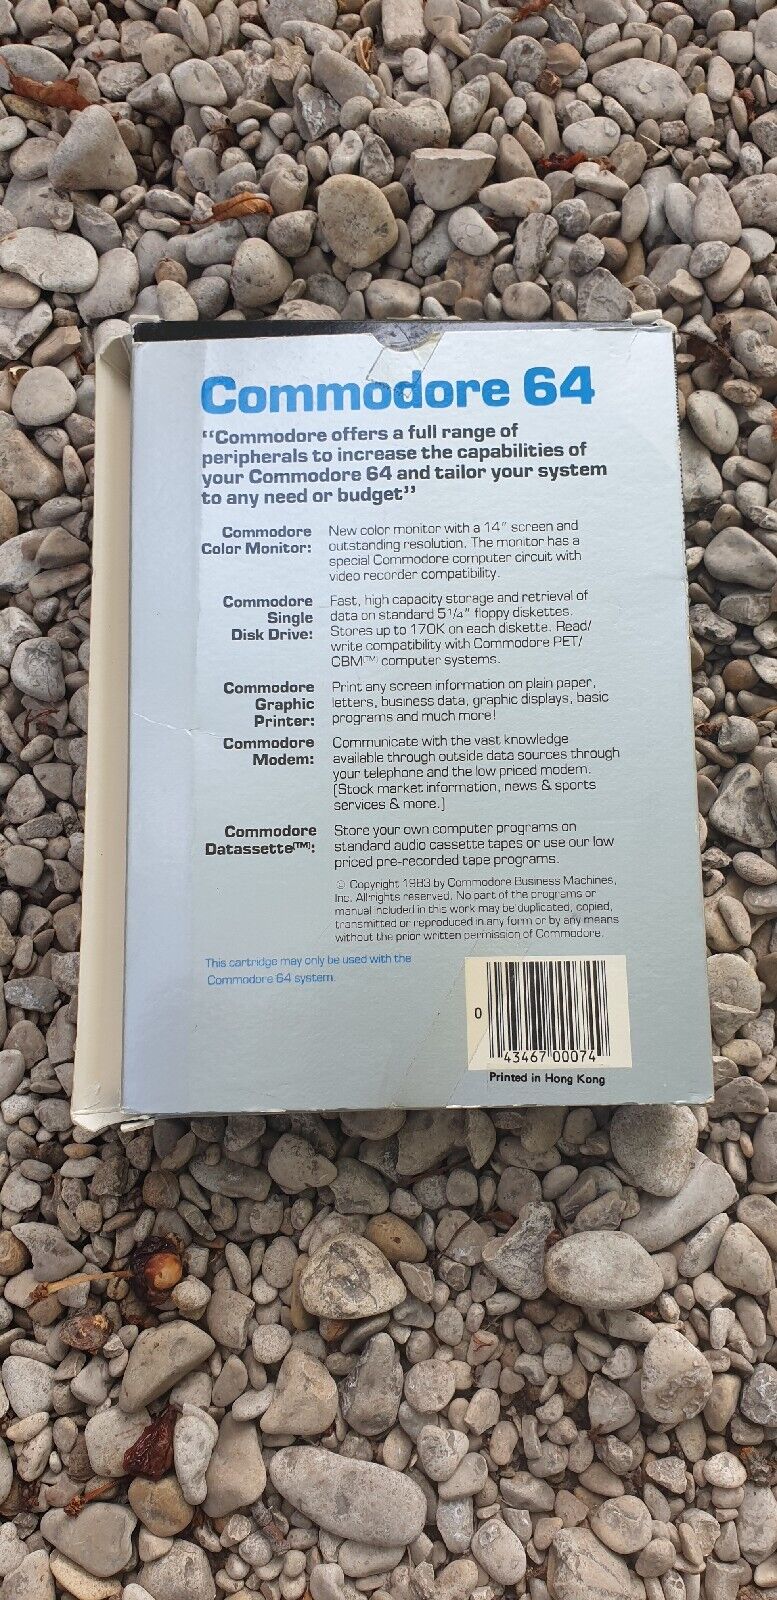 Commodore 64
"Commodore offers a full range of
peripherals to increase the capabilities of
your Commodore 64 and tailor your system
to any need or budget"
Commodore
Color Monitor:
New color monitor with a 14" screen and
outstanding resolution. The monitor has a
special Commodore computer circuit with
video recorder compatibility.
Commodore
Single
Disk Drive:
Fast, high capacity storage and retrieval of
data on standard 5 1/4" floppy diskettes.
Stores up to 170K on each diskette. Read/
write compatibility with Commodore PET/
CBM(TM) computer systems.
Commodore
Graphic
Printer:
Print any screen information on plain paper,
letters, business data, graphic displays, basic
programs and much more!
Commodore
Modem:
Communicate with the vast knowledge
available through outside data sources through
your telephone and the low priced modem.
(Stock market information, news & sports
services & more.)
Commodore
Datassette(TM):
Store your own computer programs on
standard audio cassette tapes or use our low
priced pre-recorded tape programs.
© Copyright 1983 by Commodore Business Machines,
Inc. All rights reserved. No part of the programs or
manual included in this work may be duplicated, copied,
transmitted or reproduced in any form or by any means
without the prior written permission of Commodore.
This cartridge may only be used with the
Commodore 64 system.
0 43467 00074
Printed in Hong Kong